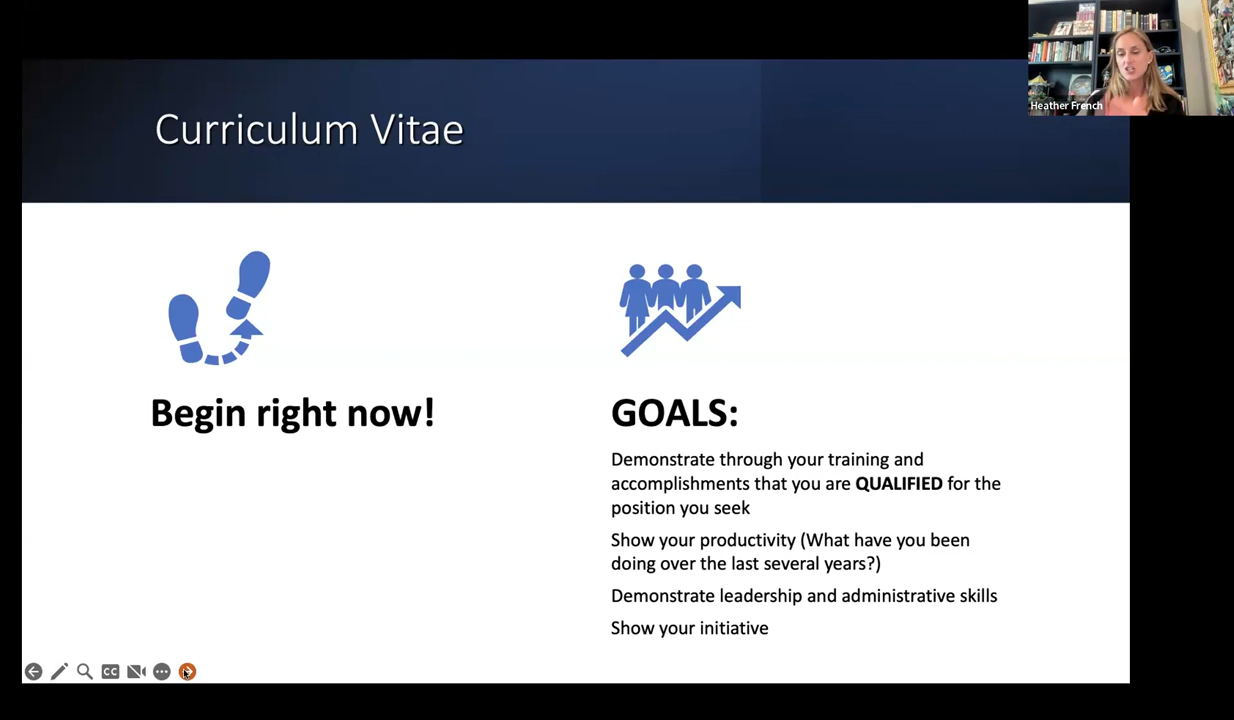 Heather French
Curriculum Vitae
Begin right now!
GOALS:
Demonstrate through your training and
accomplishments that you are QUALIFIED for the
position you seek
Show your productivity (What have you been
doing over the last several years?)
Demonstrate leadership and administrative skills
Show your initiative
CC